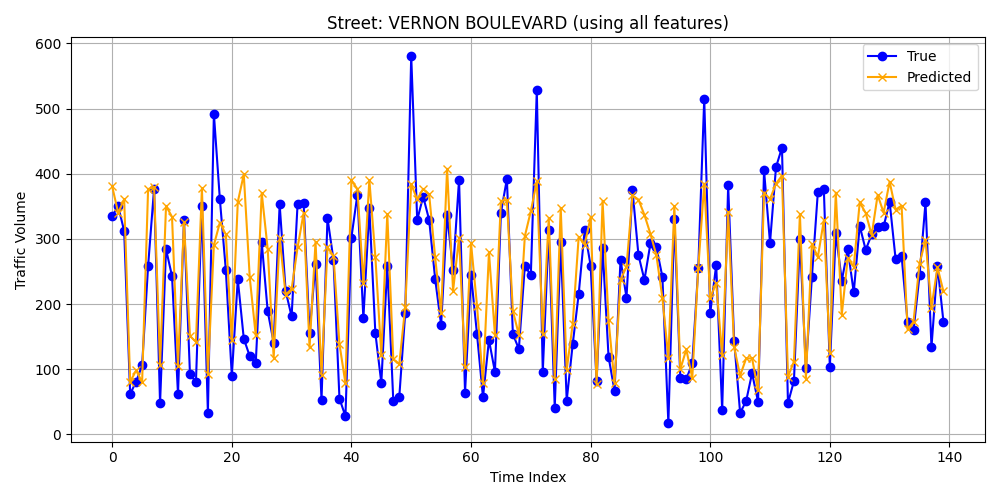 Street: VERNON BOULEVARD (using all features)
True
Predicted
Traffic Volume
600
500
400
300
200
100
0
0 20 40 60 80 100 120 140
Time Index